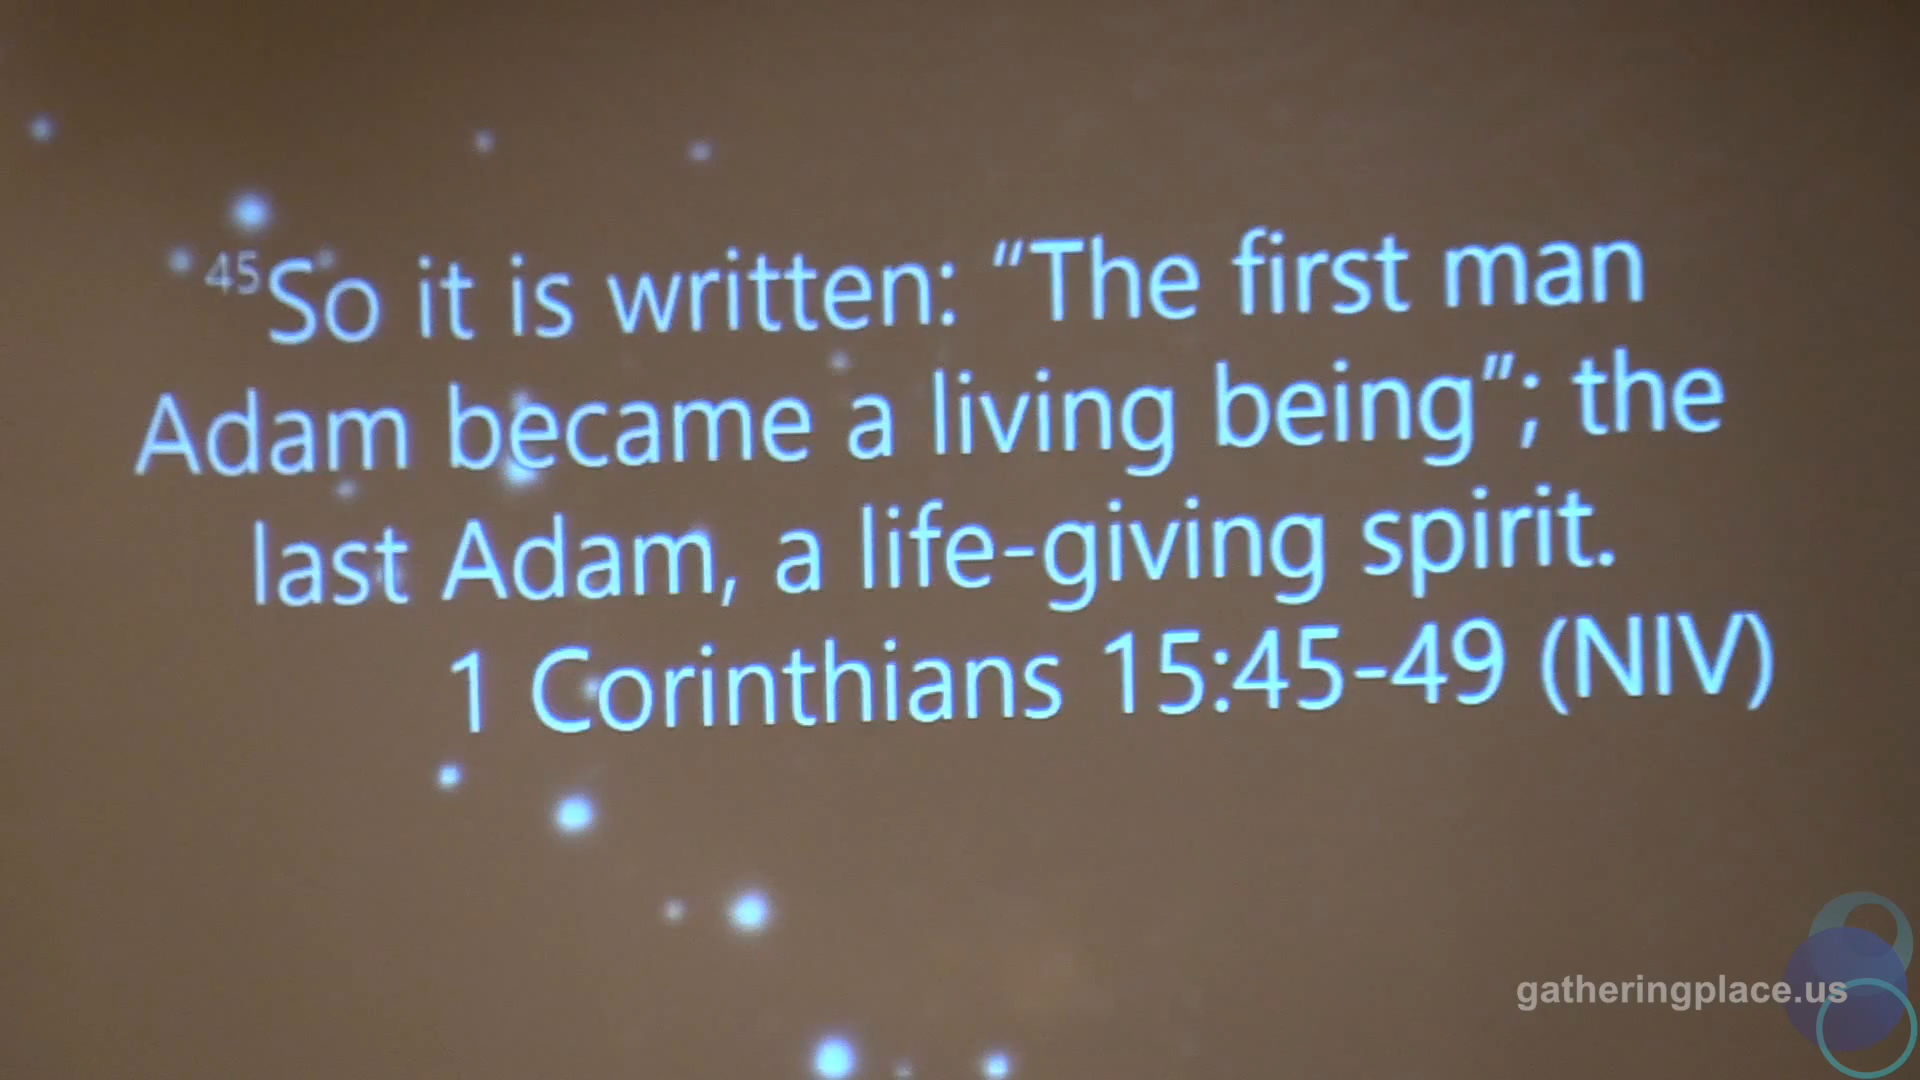 45So it is written: “The first man
Adam became a living being”; the
last Adam, a life-giving spirit.
1 Corinthians 15:45-49 (NIV)
gatheringplace.us